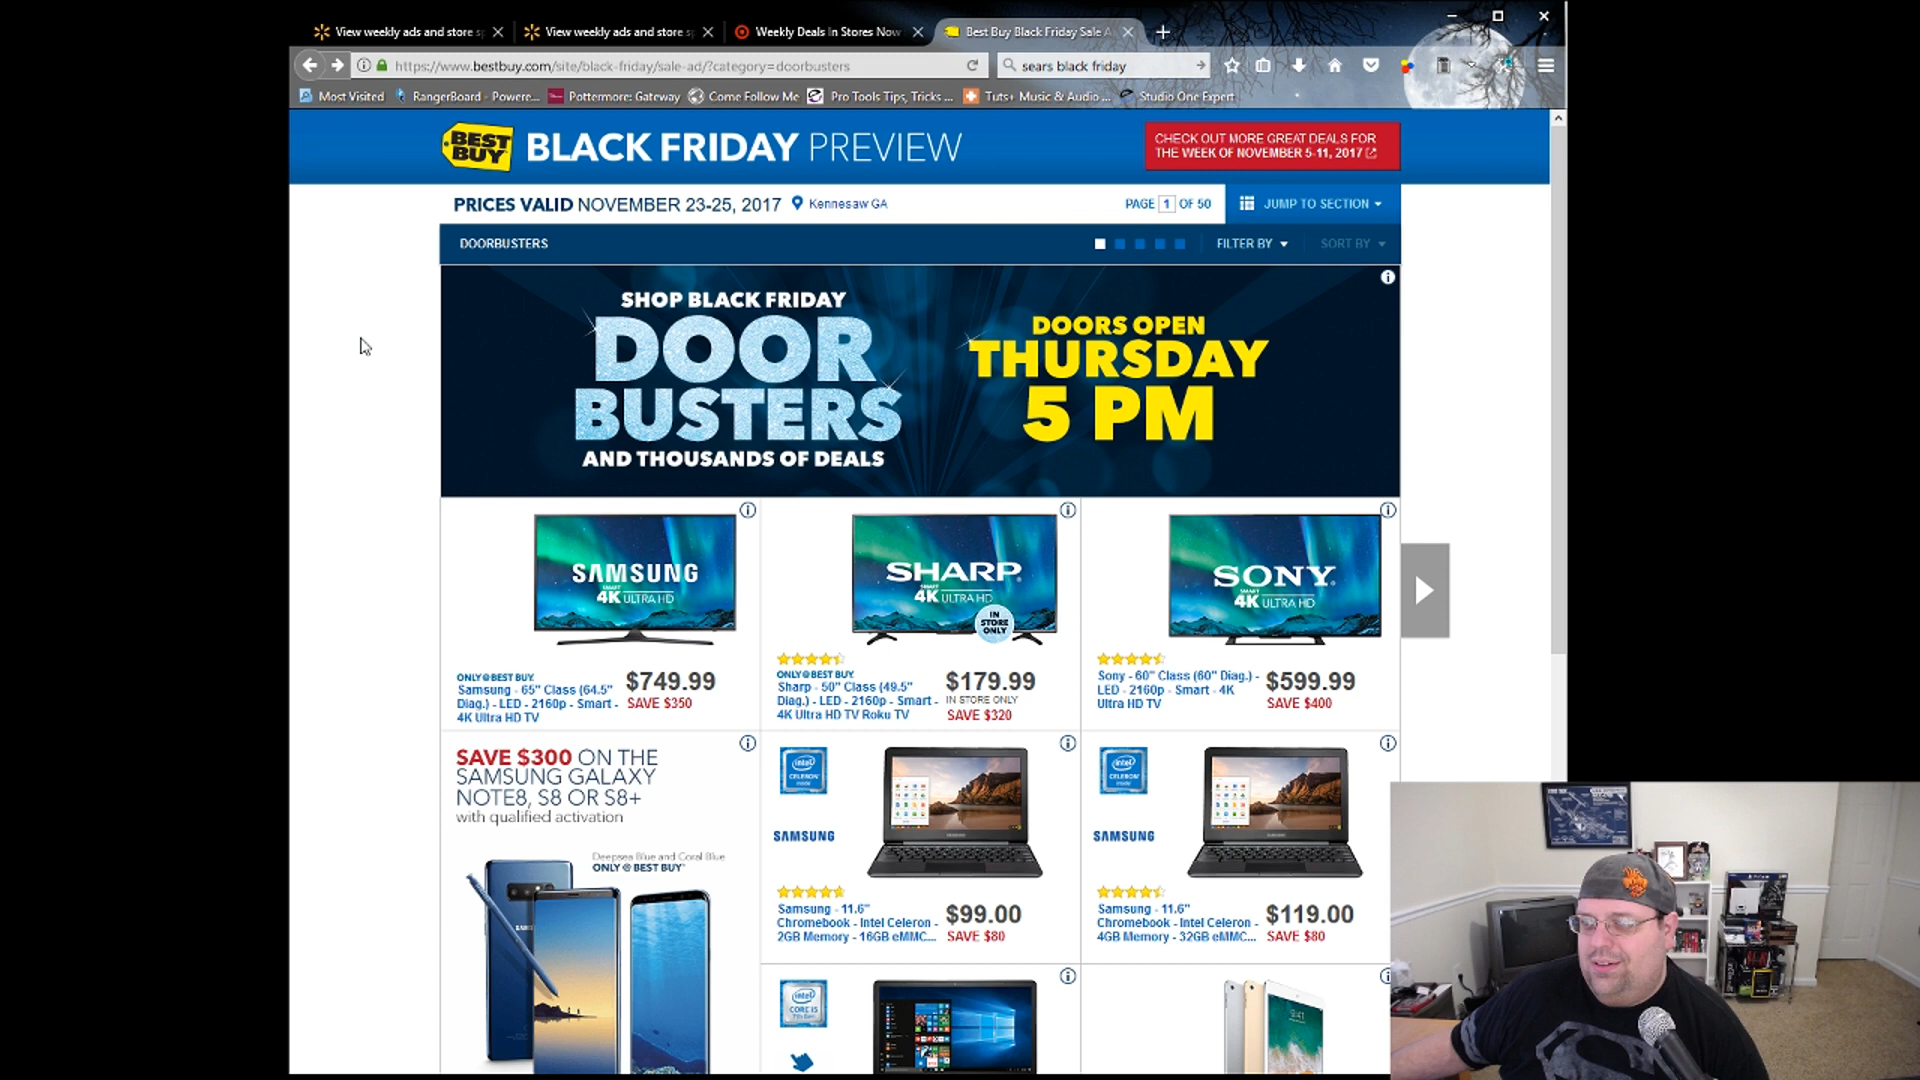 View weekly ads and store s
View weekly ads and store s
Weekly Deals In Stores Now
Best Buy Black Friday Sale A
https://www.bestbuy.com/site/black-friday/sale-ad/?category=doorbusters
sears black friday
Most Visited
RangerBoard - Powere...
Pottermore: Gateway
Come Follow Me
Pro Tools Tips, Tricks ...
Tuts+ Music & Audio ...
Studio One Expert
BEST BUY
BLACK FRIDAY PREVIEW
CHECK OUT MORE GREAT DEALS FOR
THE WEEK OF NOVEMBER 5-11, 2017
PRICES VALID NOVEMBER 23-25, 2017
Kennesaw GA
PAGE 1 OF 50
JUMP TO SECTION
DOORBUSTERS
FILTER BY
SORT BY
SHOP BLACK FRIDAY
DOOR
BUSTERS
AND THOUSANDS OF DEALS
DOORS OPEN
THURSDAY
5 PM
SAMSUNG
SMART
4K ULTRA HD
ONLY@BEST BUY.
Samsung - 65" Class (64.5"
Diag.) - LED - 2160p - Smart -
4K Ultra HD TV
$749.99
SAVE $350
SHARP
SMART
4K ULTRA HD
IN
STORE
ONLY
ONLY@BEST BUY.
Sharp - 50" Class (49.5"
Diag.) - LED - 2160p - Smart -
4K Ultra HD TV Roku TV
$179.99
IN STORE ONLY
SAVE $320
SONY
SMART
4K ULTRA HD
Sony - 60" Class (60" Diag.) -
LED - 2160p - Smart - 4K
Ultra HD TV
$599.99
SAVE $400
SAVE $300 ON THE
SAMSUNG GALAXY
NOTE8, S8 OR S8+
with qualified activation
Deepsea Blue and Coral Blue
ONLY @ BEST BUY
intel
CELERON
inside
SAMSUNG
Samsung - 11.6"
Chromebook - Intel Celeron -
2GB Memory - 16GB eMMC...
$99.00
SAVE $80
intel
CELERON
inside
SAMSUNG
Samsung - 11.6"
Chromebook - Intel Celeron -
4GB Memory - 32GB eMMC...
$119.00
SAVE $80
intel
CORE i5